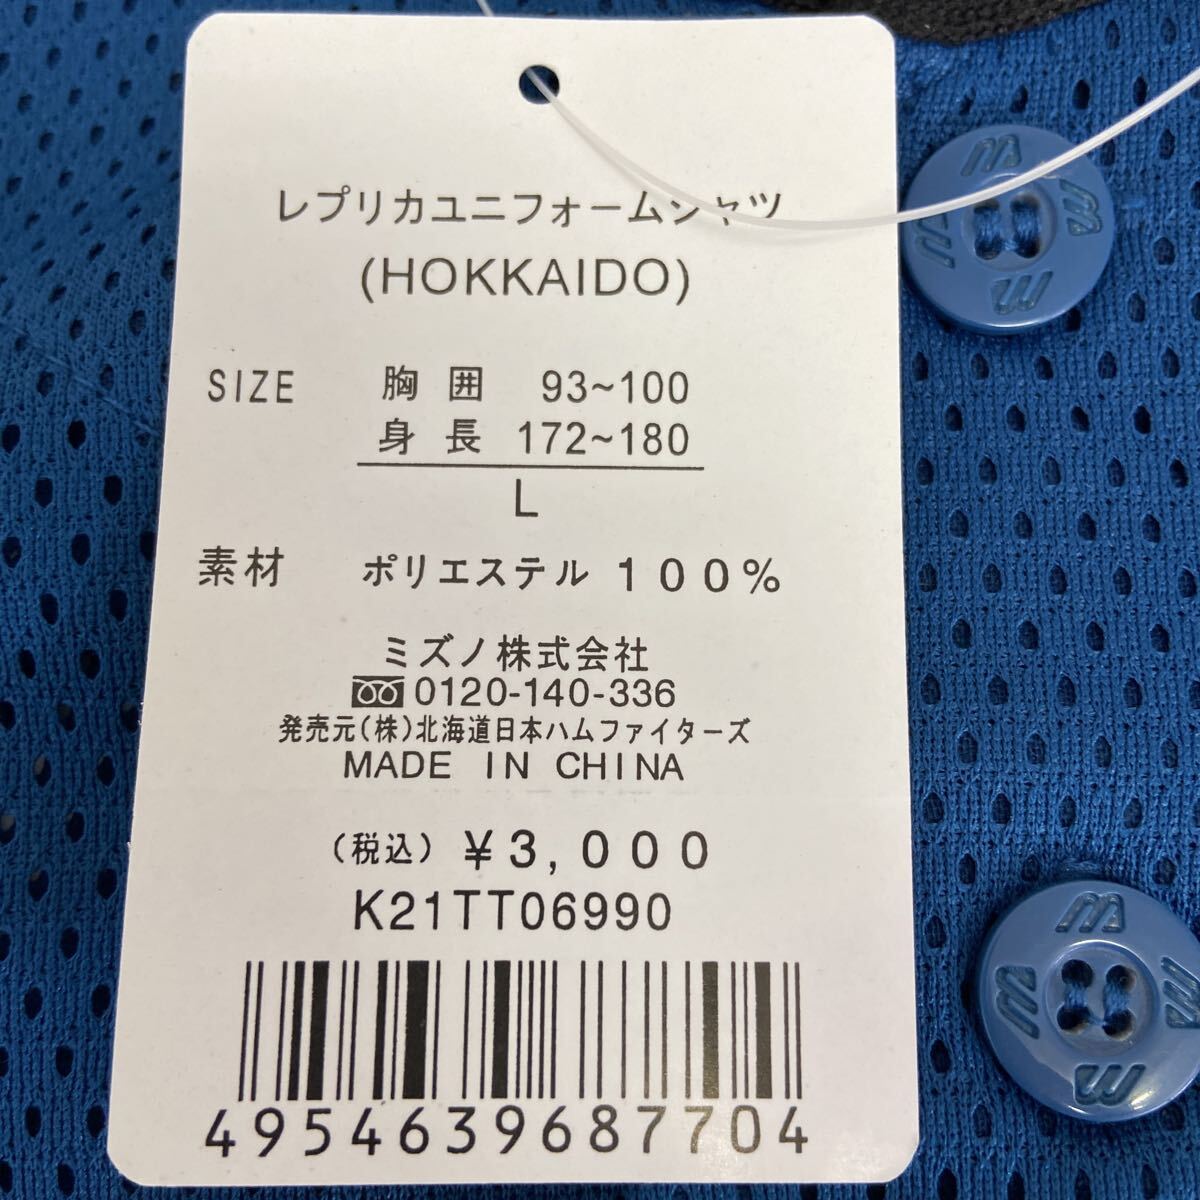 レプリカユニフォームシャツ
(HOKKAIDO)
SIZE 胸囲 93~100
身長 172~180
L
素材 ポリエステル 100%
ミズノ株式会社
0120-140-336
発売元(株)北海道日本ハムファイターズ
MADE IN CHINA
(税込) ¥3,000
K21TT06990
4954639687704